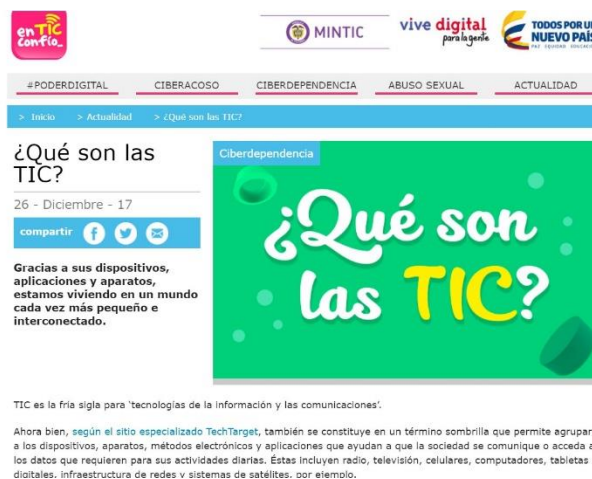 en TIC
confío_
MINTIC
vive digital
para la gente
TODOS POR UN
NUEVO PAÍS
PAZ EQUIDAD EDUCACIÓN
#PODERDIGITAL CIBERACOSO CIBERDEPENDENCIA ABUSO SEXUAL ACTUALIDAD
> Inicio > Actualidad > ¿Qué son las TIC?
¿Qué son las
TIC?
26 - Diciembre - 17
compartir
Gracias a sus dispositivos,
aplicaciones y aparatos,
estamos viviendo en un mundo
cada vez más pequeño e
interconectado.
Ciberdependencia
¿Qué son
las TIC?
TIC es la fría sigla para 'tecnologías de la información y las comunicaciones'.
Ahora bien, según el sitio especializado TechTarget, también se constituye en un término sombrilla que permite agrupar
a los dispositivos, aparatos, métodos electrónicos y aplicaciones que ayudan a que la sociedad se comunique o acceda a
los datos que requieren para sus actividades diarias. Éstas incluyen radio, televisión, celulares, computadores, tabletas
digitales, infraestructura de redes y sistemas de satélites, por ejemplo.